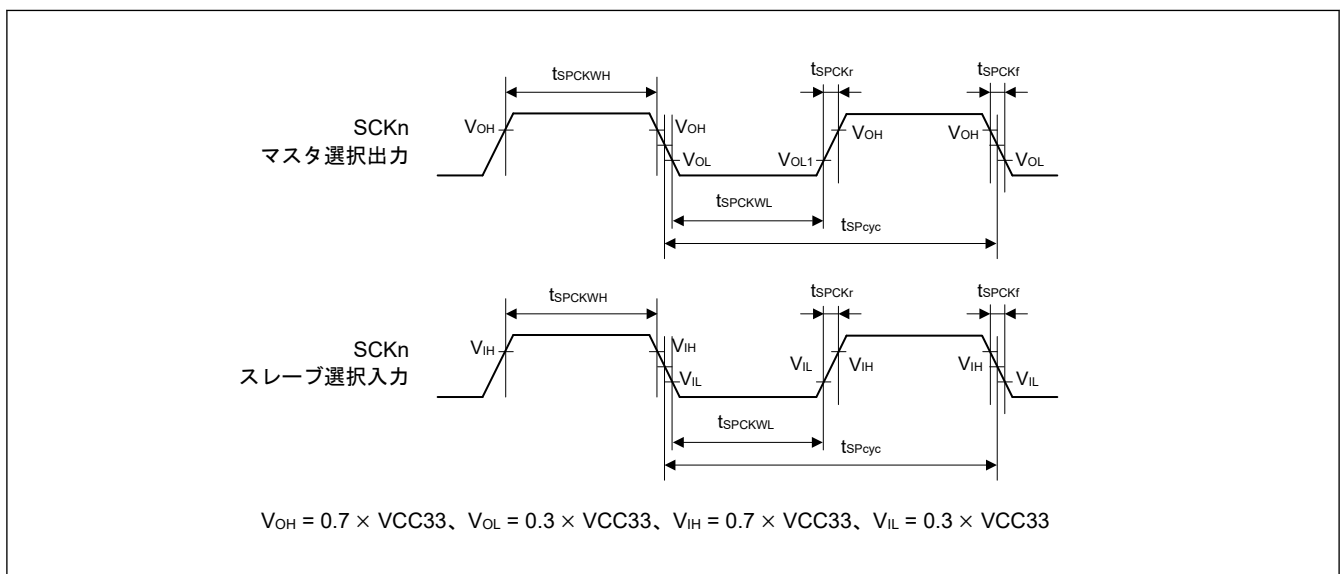 tSPCKWH
tSPCKr
tSPCKf
SCKn
マスタ選択出力
VOH
VOH
VOL
VOL1
VOH
VOH
VOL
tSPCKWL
tSPcyc
tSPCKWH
tSPCKr
tSPCKf
SCKn
スレーブ選択入力
VIH
VIH
VIL
VIL
VIH
VIH
VIL
tSPCKWL
tSPcyc
VOH = 0.7 × VCC33、VOL = 0.3 × VCC33、VIH = 0.7 × VCC33、VIL = 0.3 × VCC33